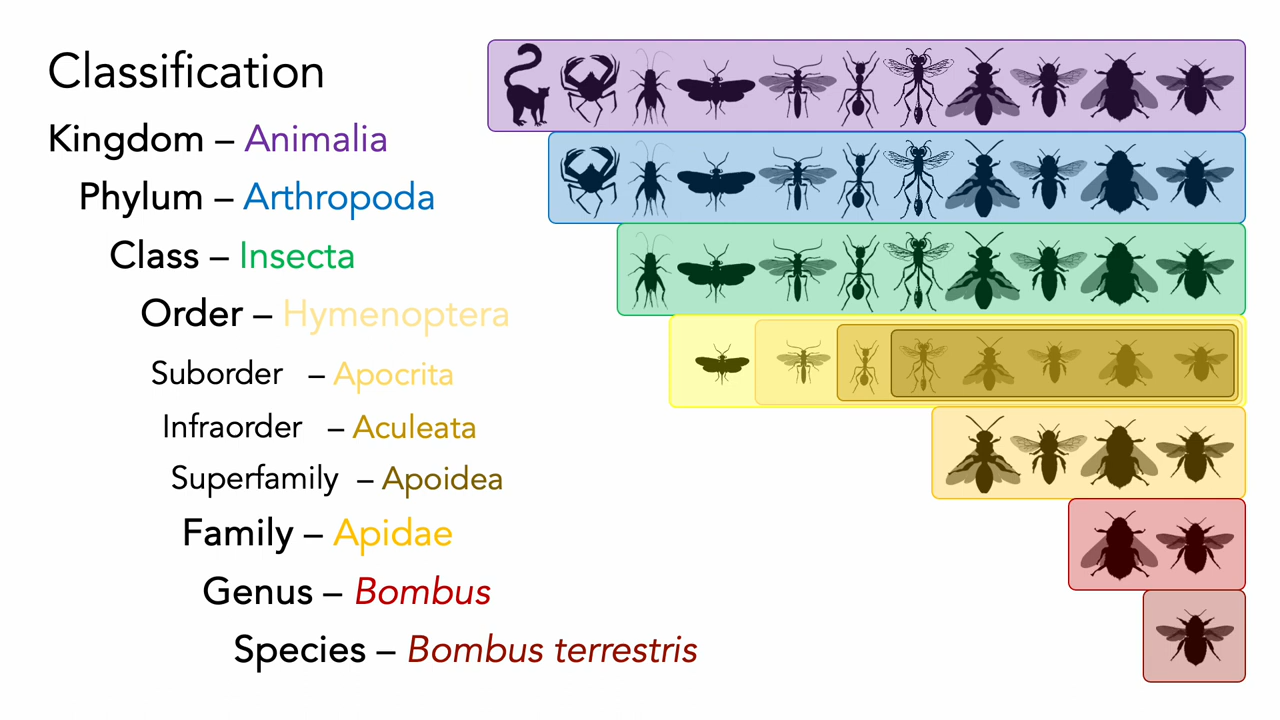 Classification
Kingdom – Animalia
Phylum – Arthropoda
Class – Insecta
Order – Hymenoptera
Suborder – Apocrita
Infraorder – Aculeata
Superfamily – Apoidea
Family – Apidae
Genus – Bombus
Species – Bombus terrestris